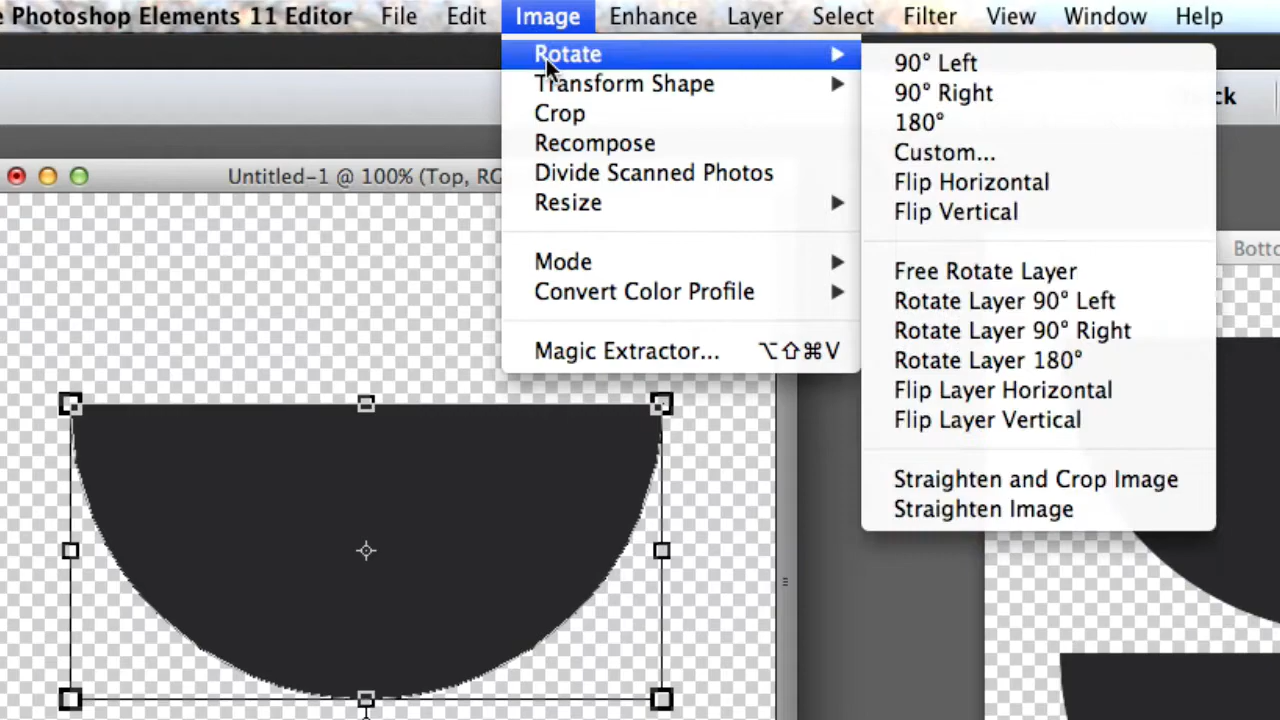 e Photoshop Elements 11 Editor File Edit Image Enhance Layer Select Filter View Window Help
Rotate
Transform Shape
Crop
Recompose
Divide Scanned Photos
Resize
Mode
Convert Color Profile
Magic Extractor... ⌥⇧⌘V
90° Left
90° Right
180°
Custom...
Flip Horizontal
Flip Vertical
Free Rotate Layer
Rotate Layer 90° Left
Rotate Layer 90° Right
Rotate Layer 180°
Flip Layer Horizontal
Flip Layer Vertical
Straighten and Crop Image
Straighten Image
ck
Untitled-1 @ 100% (Top, RG
Botto